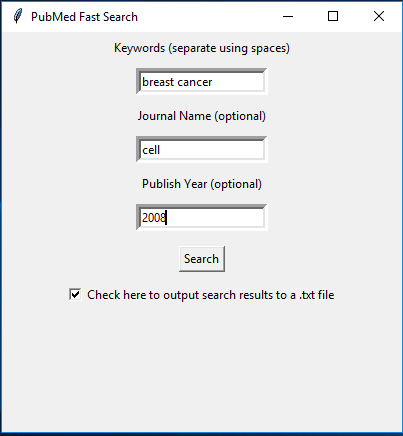 PubMed Fast Search
Keywords (separate using spaces)
breast cancer
Journal Name (optional)
cell
Publish Year (optional)
2008
Search
Check here to output search results to a .txt file